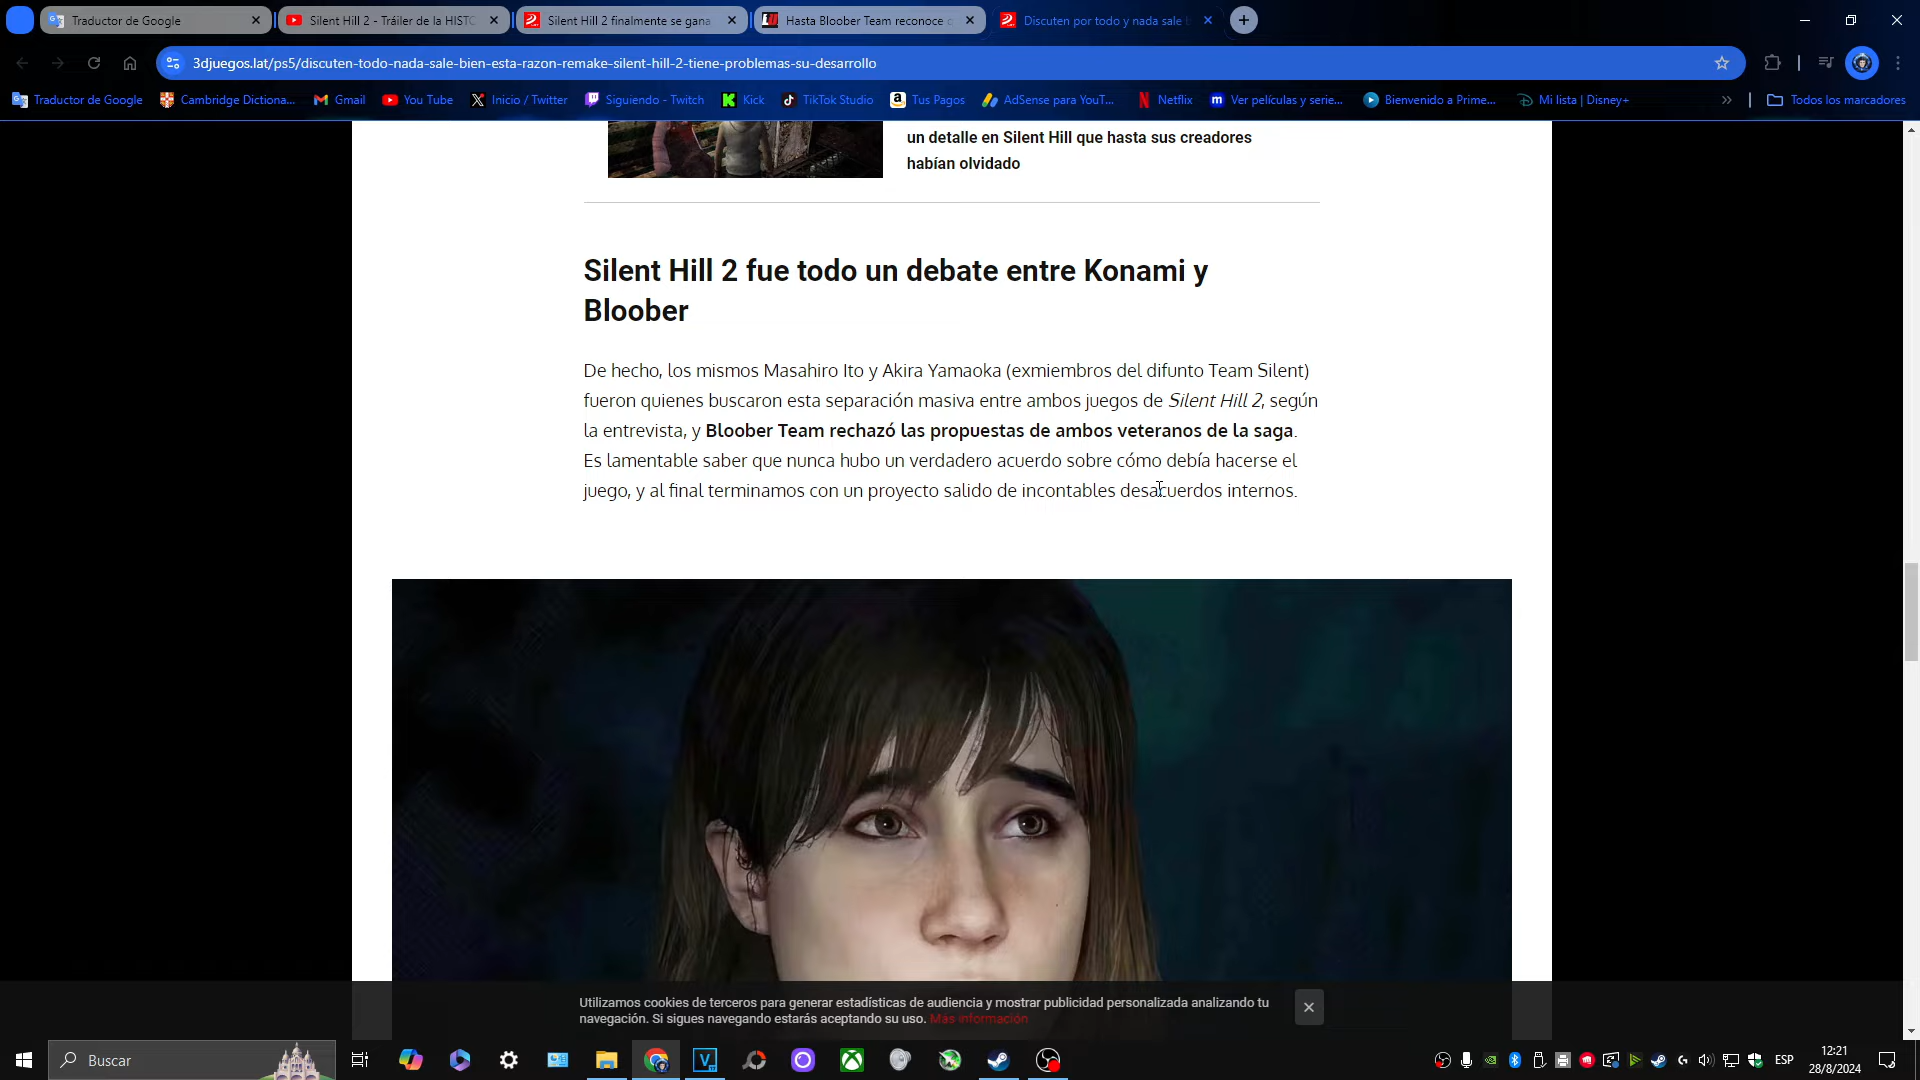 Traductor de Google
Silent Hill 2 - Tráiler de la HISTO
Silent Hill 2 finalmente se gana
Hasta Bloober Team reconoce q
Discuten por todo y nada sale b
3djuegos.lat/ps5/discuten-todo-nada-sale-bien-esta-razon-remake-silent-hill-2-tiene-problemas-su-desarrollo
Traductor de Google
Cambridge Dictiona...
Gmail
You Tube
Inicio / Twitter
Siguiendo - Twitch
Kick
TikTok Studio
Tus Pagos
AdSense para YouT...
Netflix
Ver películas y serie...
Bienvenido a Prime...
Mi lista | Disney+
Todos los marcadores
un detalle en Silent Hill que hasta sus creadores
habían olvidado
Silent Hill 2 fue todo un debate entre Konami y
Bloober
De hecho, los mismos Masahiro Ito y Akira Yamaoka (exmiembros del difunto Team Silent)
fueron quienes buscaron esta separación masiva entre ambos juegos de Silent Hill 2, según
la entrevista, y Bloober Team rechazó las propuestas de ambos veteranos de la saga.
Es lamentable saber que nunca hubo un verdadero acuerdo sobre cómo debía hacerse el
juego, y al final terminamos con un proyecto salido de incontables desacuerdos internos.
Utilizamos cookies de terceros para generar estadísticas de audiencia y mostrar publicidad personalizada analizando tu
navegación. Si sigues navegando estarás aceptando su uso. Más información
Buscar
ESP
12:21
28/8/2024